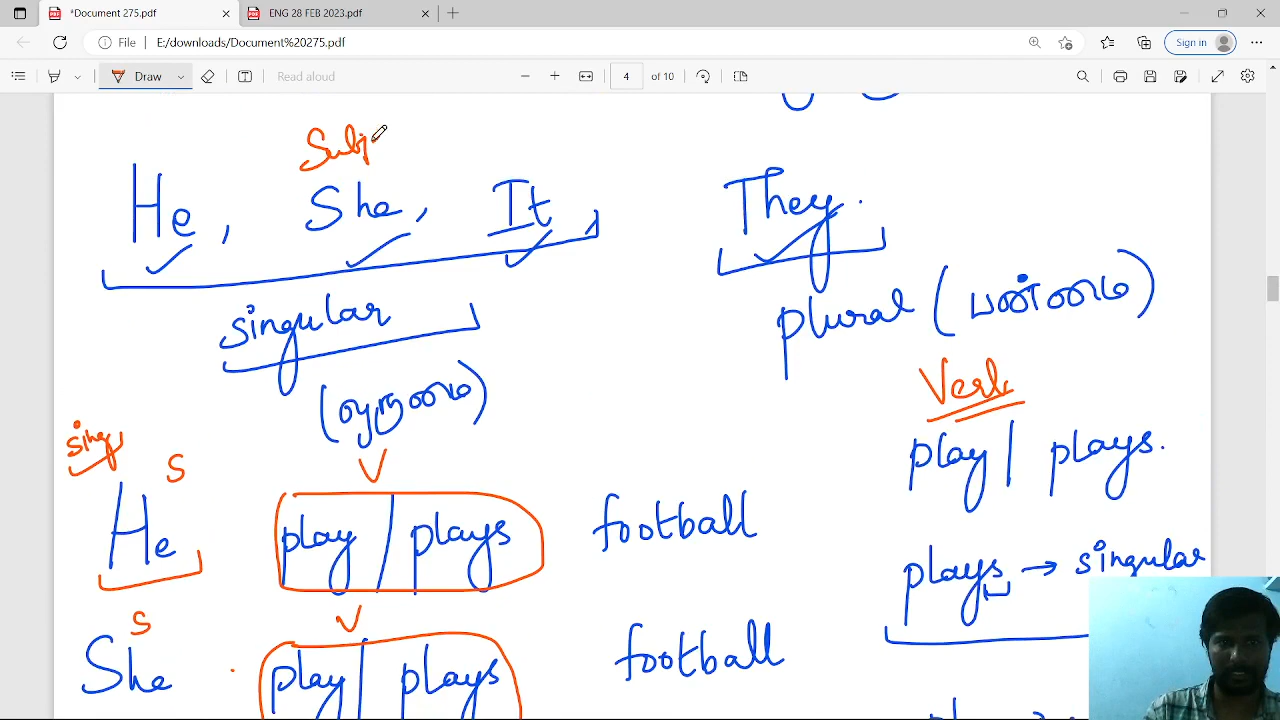 *Document 275.pdf
ENG 28 FEB 2023.pdf
File E:/downloads/Document%20275.pdf
Sign in
Draw
Read aloud
4 of 10
Subj
He, She, It
They.
singular
plural (பன்மை)
(ஒருமை)
Verb
play / plays.
sing
S
V
He play / plays football
plays → singular
S
V
She play / plays football